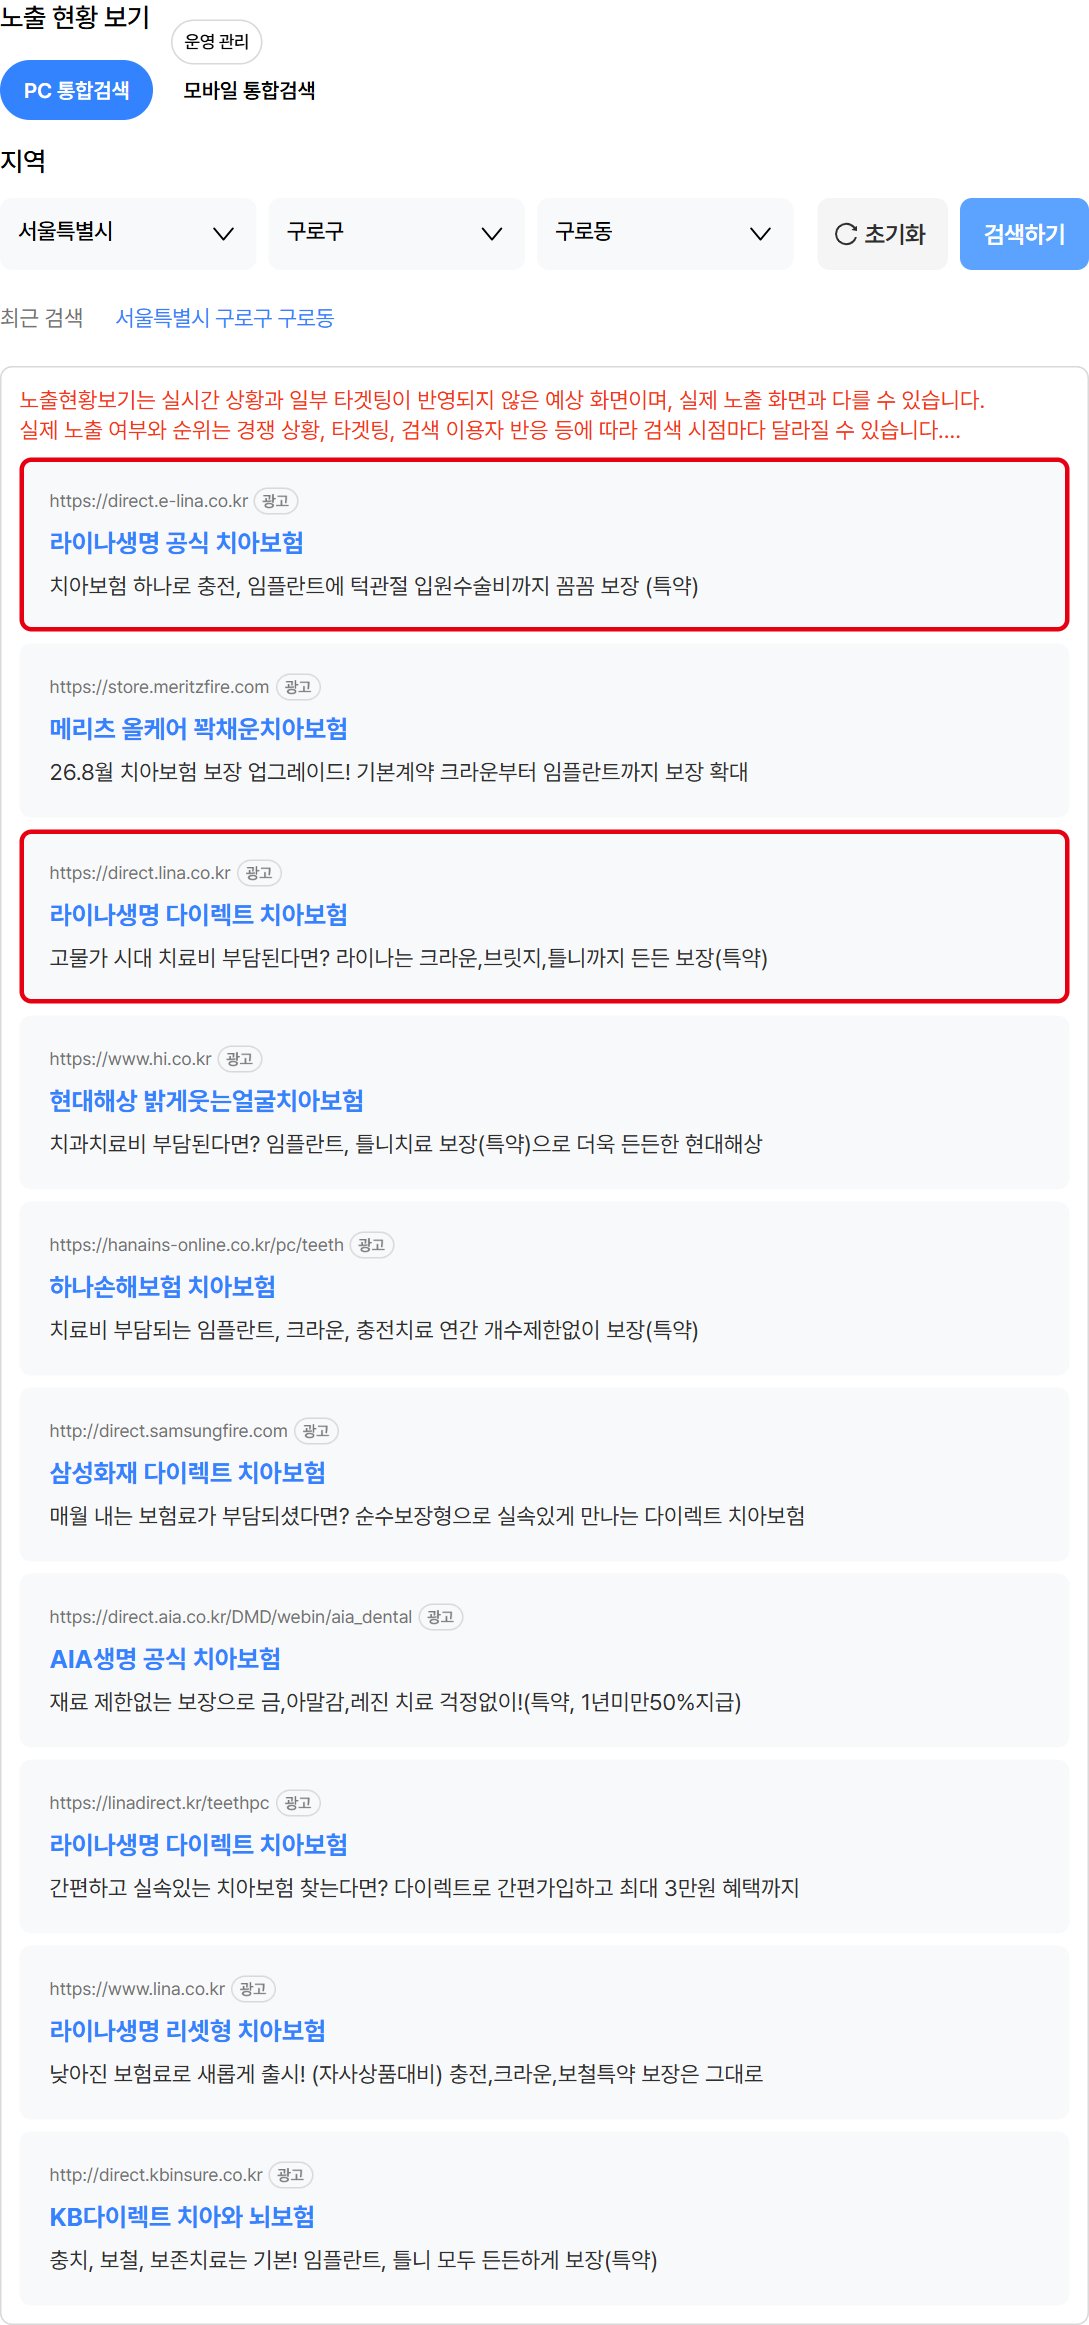 노출 현황 보기
운영 관리
PC 통합검색 모바일 통합검색
지역
서울특별시 구로구 구로동 초기화 검색하기
최근 검색 서울특별시 구로구 구로동
노출현황보기는 실시간 상황과 일부 타겟팅이 반영되지 않은 예상 화면이며, 실제 노출 화면과 다를 수 있습니다.
실제 노출 여부와 순위는 경쟁 상황, 타겟팅, 검색 이용자 반응 등에 따라 검색 시점마다 달라질 수 있습니다....
https://direct.e-lina.co.kr 광고
라이나생명 공식 치아보험
치아보험 하나로 충전, 임플란트에 턱관절 입원수술비까지 꼼꼼 보장 (특약)
https://store.meritzfire.com 광고
메리츠 올케어 꽉채운치아보험
26.8월 치아보험 보장 업그레이드! 기본계약 크라운부터 임플란트까지 보장 확대
https://direct.lina.co.kr 광고
라이나생명 다이렉트 치아보험
고물가 시대 치료비 부담된다면? 라이나는 크라운,브릿지,틀니까지 든든 보장(특약)
https://www.hi.co.kr 광고
현대해상 밝게웃는얼굴치아보험
치과치료비 부담된다면? 임플란트, 틀니치료 보장(특약)으로 더욱 든든한 현대해상
https://hanains-online.co.kr/pc/teeth 광고
하나손해보험 치아보험
치료비 부담되는 임플란트, 크라운, 충전치료 연간 개수제한없이 보장(특약)
http://direct.samsungfire.com 광고
삼성화재 다이렉트 치아보험
매월 내는 보험료가 부담되셨다면? 순수보장형으로 실속있게 만나는 다이렉트 치아보험
https://direct.aia.co.kr/DMD/webin/aia_dental 광고
AIA생명 공식 치아보험
재료 제한없는 보장으로 금,아말감,레진 치료 걱정없이!(특약, 1년미만50%지급)
https://linadirect.kr/teethpc 광고
라이나생명 다이렉트 치아보험
간편하고 실속있는 치아보험 찾는다면? 다이렉트로 간편가입하고 최대 3만원 혜택까지
https://www.lina.co.kr 광고
라이나생명 리셋형 치아보험
낮아진 보험료로 새롭게 출시! (자사상품대비) 충전,크라운,보철특약 보장은 그대로
http://direct.kbinsure.co.kr 광고
KB다이렉트 치아와 뇌보험
충치, 보철, 보존치료는 기본! 임플란트, 틀니 모두 든든하게 보장(특약)